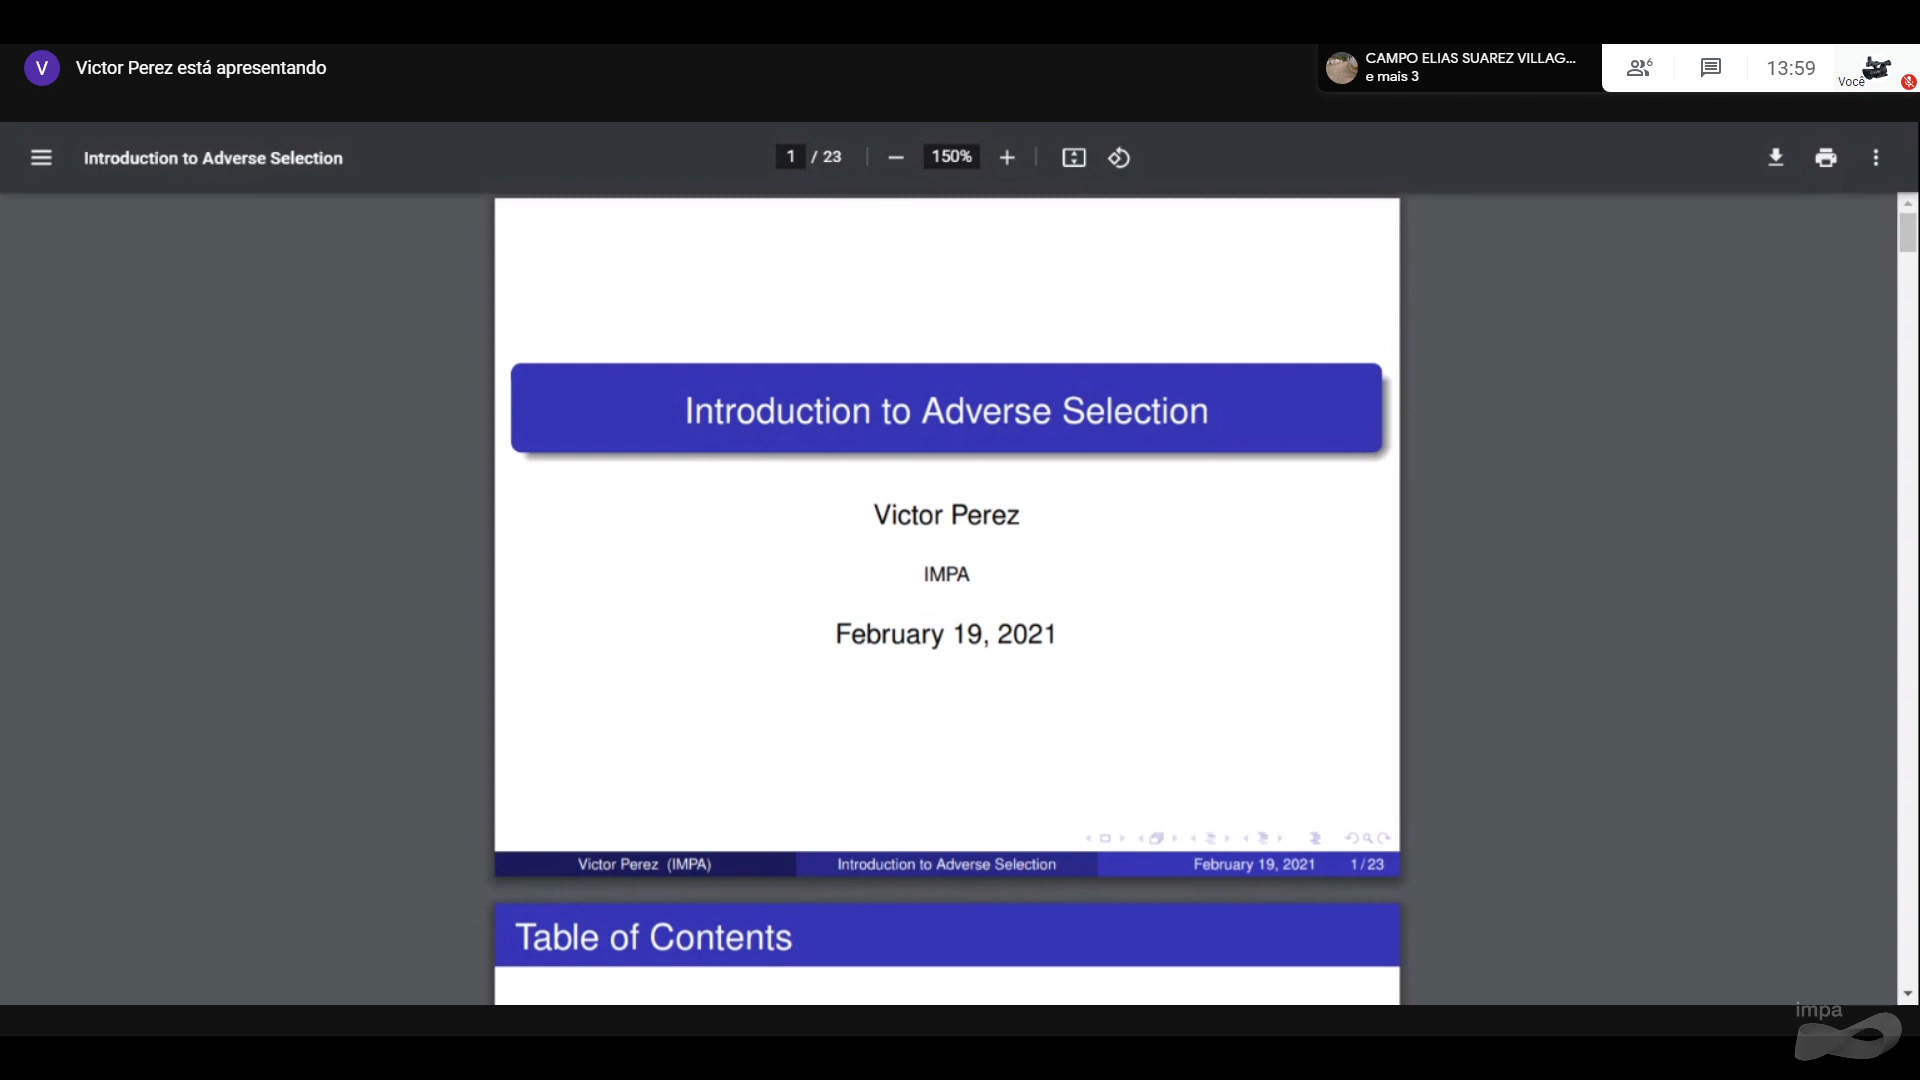 V Victor Perez está apresentando
CAMPO ELIAS SUAREZ VILLAG...
e mais 3
6
13:59
Você
Introduction to Adverse Selection
1 / 23
150%
Introduction to Adverse Selection
Victor Perez
IMPA
February 19, 2021
Victor Perez (IMPA) Introduction to Adverse Selection February 19, 2021 1 / 23
Table of Contents
impa